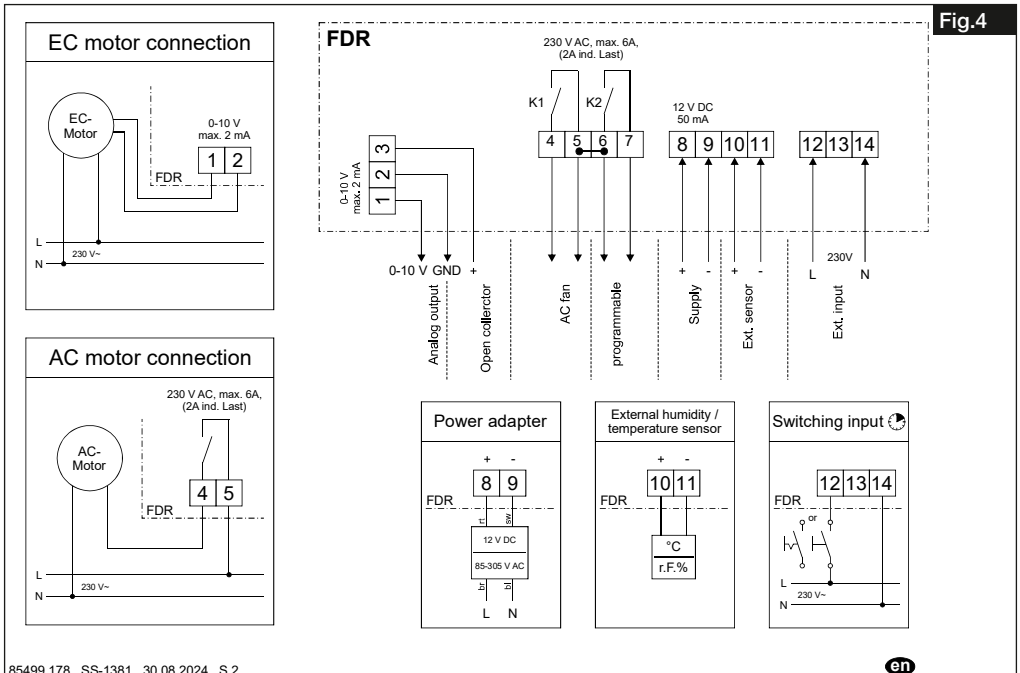 Fig.4
EC motor connection
EC-
Motor
0-10 V
max. 2 mA
1 2
FDR
L
230 V~
N
AC motor connection
230 V AC, max. 6A,
(2A ind. Last)
AC-
Motor
4 5
FDR
L
230 V~
N
FDR
230 V AC, max. 6A,
(2A ind. Last)
K1 K2
12 V DC
50 mA
0-10 V
max. 2 mA
1 2 3
4 5 6 7
8 9 10 11
12 13 14
0-10 V GND +
+ - + -
230V
L N
Analog output
Open collerctor
AC fan
programmable
Supply
Ext. sensor
Ext. input
Power adapter
+ -
8 9
FDR
rt sw
12 V DC
85-305 V AC
br bl
L N
External humidity /
temperature sensor
+ -
10 11
FDR
°C
r.F.%
Switching input
12 13 14
FDR
or
L
230 V~
N
85499.178 SS-1381 30.08.2024 S.2
en